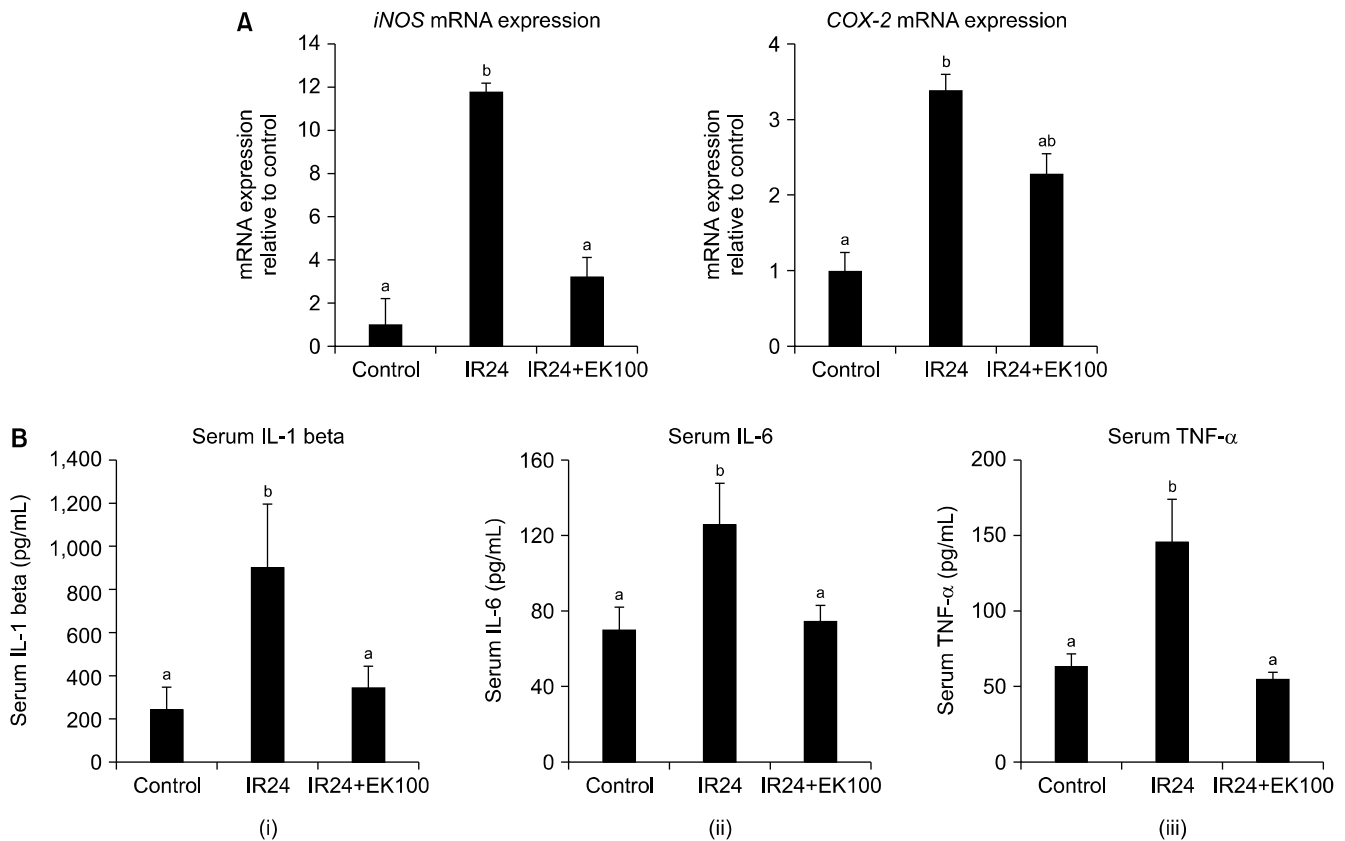 A
iNOS mRNA expression
mRNA expression
relative to control
14
12
10
8
6
4
2
0
a
b
a
Control
IR24
IR24+EK100
COX-2 mRNA expression
mRNA expression
relative to control
4
3
2
1
0
a
b
ab
Control
IR24
IR24+EK100
B
Serum IL-1 beta
Serum IL-1 beta (pg/mL)
1,400
1,200
1,000
800
600
400
200
0
a
b
a
Control
IR24
IR24+EK100
(i)
Serum IL-6
Serum IL-6 (pg/mL)
160
120
80
40
0
a
b
a
Control
IR24
IR24+EK100
(ii)
Serum TNF-α
Serum TNF-α (pg/mL)
200
150
100
50
0
a
b
a
Control
IR24
IR24+EK100
(iii)